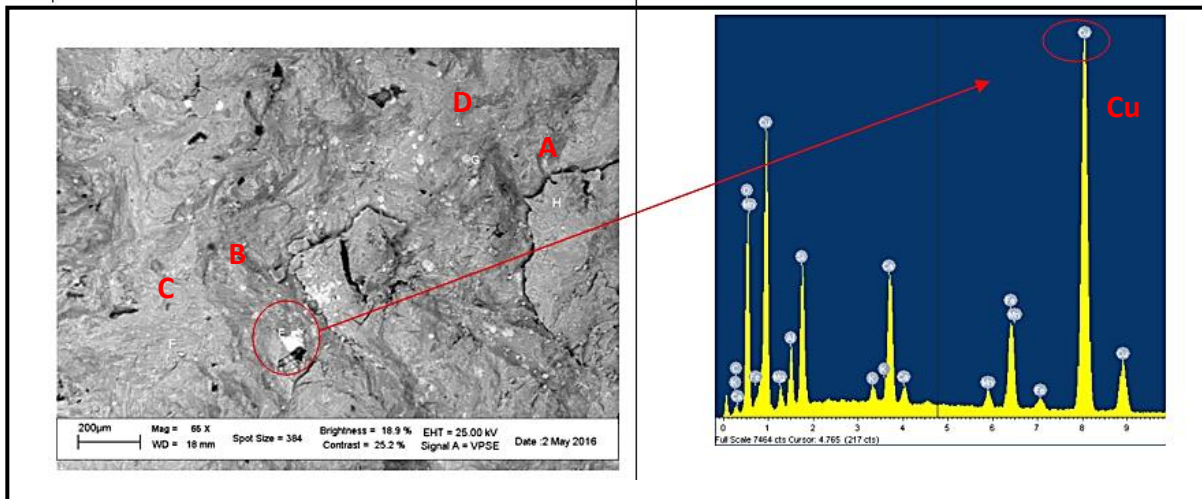 D
A
G
H
B
C
E
F
200µm
Mag = 65 X
WD = 18 mm
Spot Size = 384
Brightness = 18.9 %
Contrast = 25.2 %
EHT = 25.00 kV
Signal A = VPSE
Date :2 May 2016
Cu
0 1 2 3 4 5 6 7 8 9
Full Scale 7464 cts Cursor: 4.765 (217 cts)